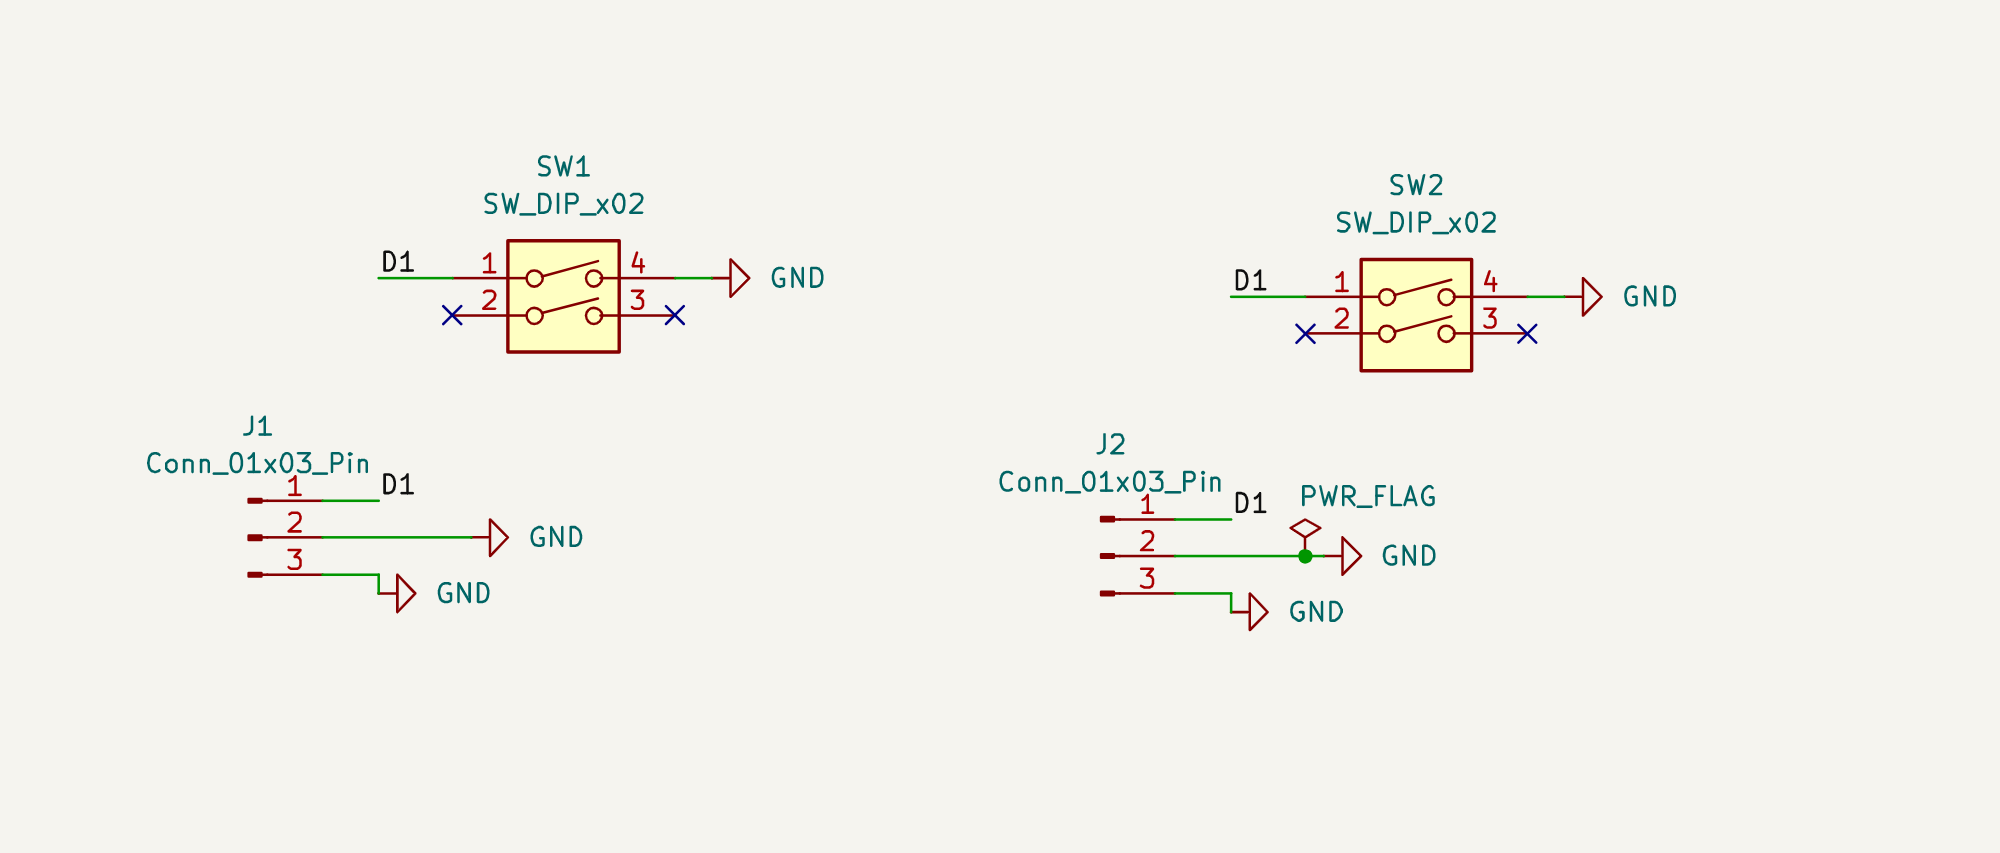 SW1
SW_DIP_x02
D1
1
4
GND
2
3
SW2
SW_DIP_x02
D1
1
4
GND
2
3
J1
Conn_01x03_Pin
1
D1
2
GND
3
GND
J2
Conn_01x03_Pin
1
D1
PWR_FLAG
2
GND
3
GND